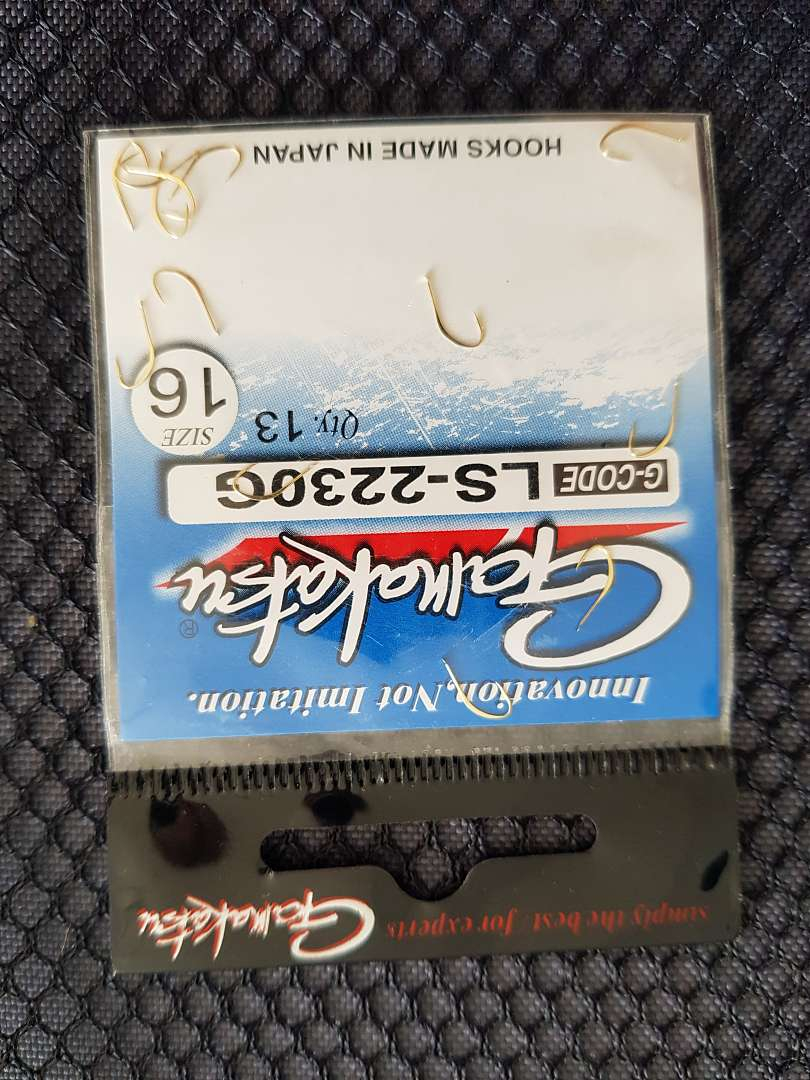 Gamakatsu simply the best / for experts
Innovation, Not Imitation.
Gamakatsu®
G-CODE LS-2230G
Qty. 13
SIZE
16
HOOKS MADE IN JAPAN